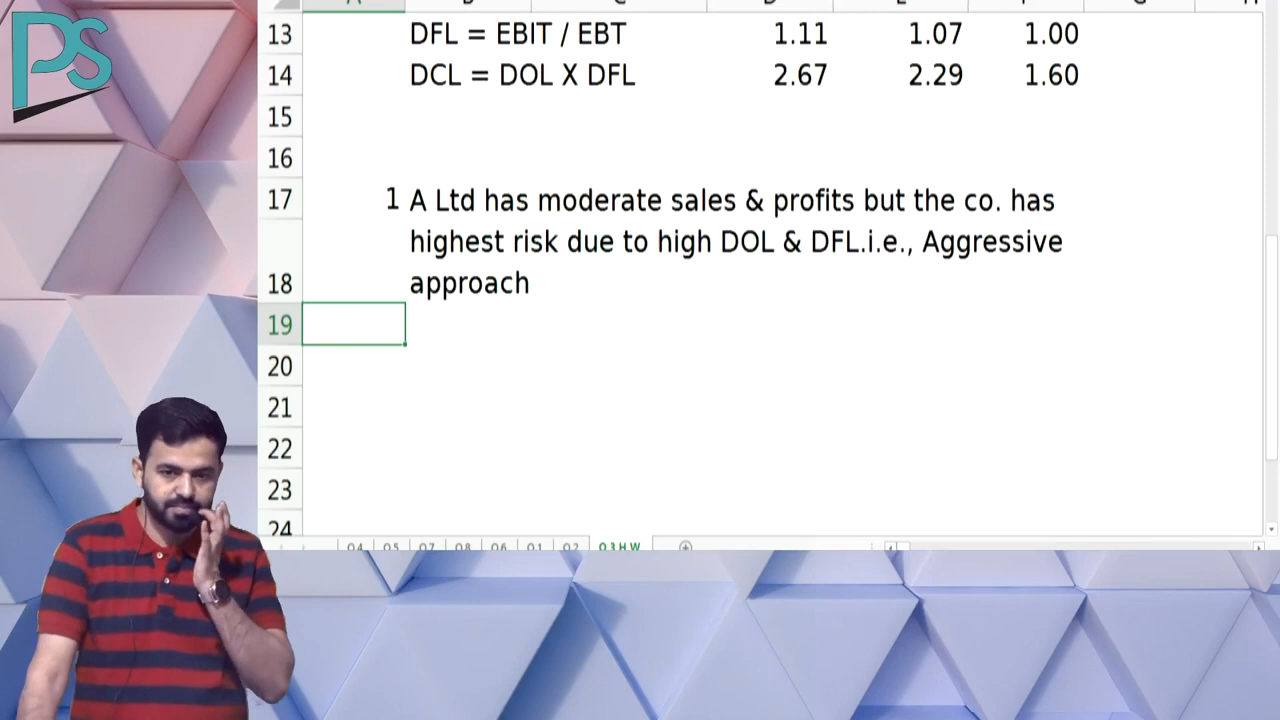 PS
13 DFL = EBIT / EBT 1.11 1.07 1.00
14 DCL = DOL X DFL 2.67 2.29 1.60
15
16
17 1 A Ltd has moderate sales & profits but the co. has
highest risk due to high DOL & DFL.i.e., Aggressive
18 approach
19
20
21
22
23
24